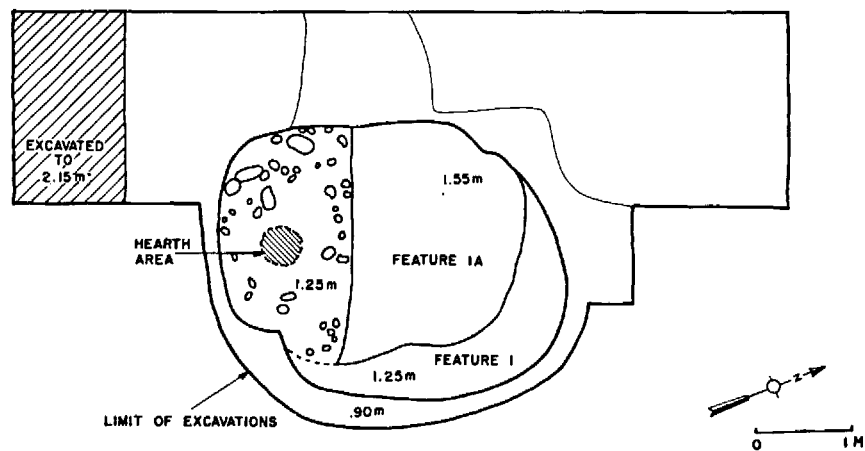 EXCAVATED
TO
2.15m
1.55m
HEARTH
AREA
FEATURE 1A
1.25m
FEATURE 1
1.25m
.90m
LIMIT OF EXCAVATIONS
N
0 1 M